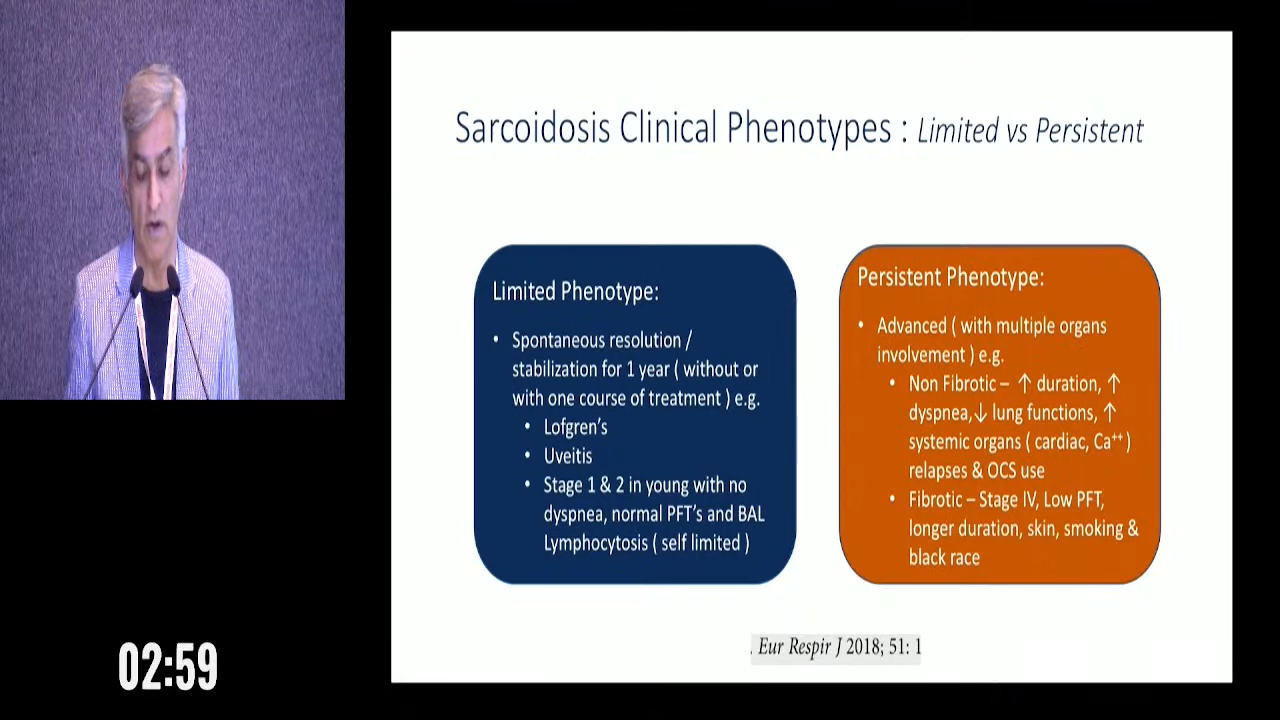 Sarcoidosis Clinical Phenotypes : Limited vs Persistent
Limited Phenotype:
• Spontaneous resolution /
stabilization for 1 year ( without or
with one course of treatment ) e.g.
• Lofgren's
• Uveitis
• Stage 1 & 2 in young with no
dyspnea, normal PFT's and BAL
Lymphocytosis ( self limited )
Persistent Phenotype:
• Advanced ( with multiple organs
involvement ) e.g.
• Non Fibrotic – ↑ duration, ↑
dyspnea,↓ lung functions, ↑
systemic organs ( cardiac, Ca⁺⁺ )
relapses & OCS use
• Fibrotic – Stage IV, Low PFT,
longer duration, skin, smoking &
black race
. Eur Respir J 2018; 51: 1
02:59